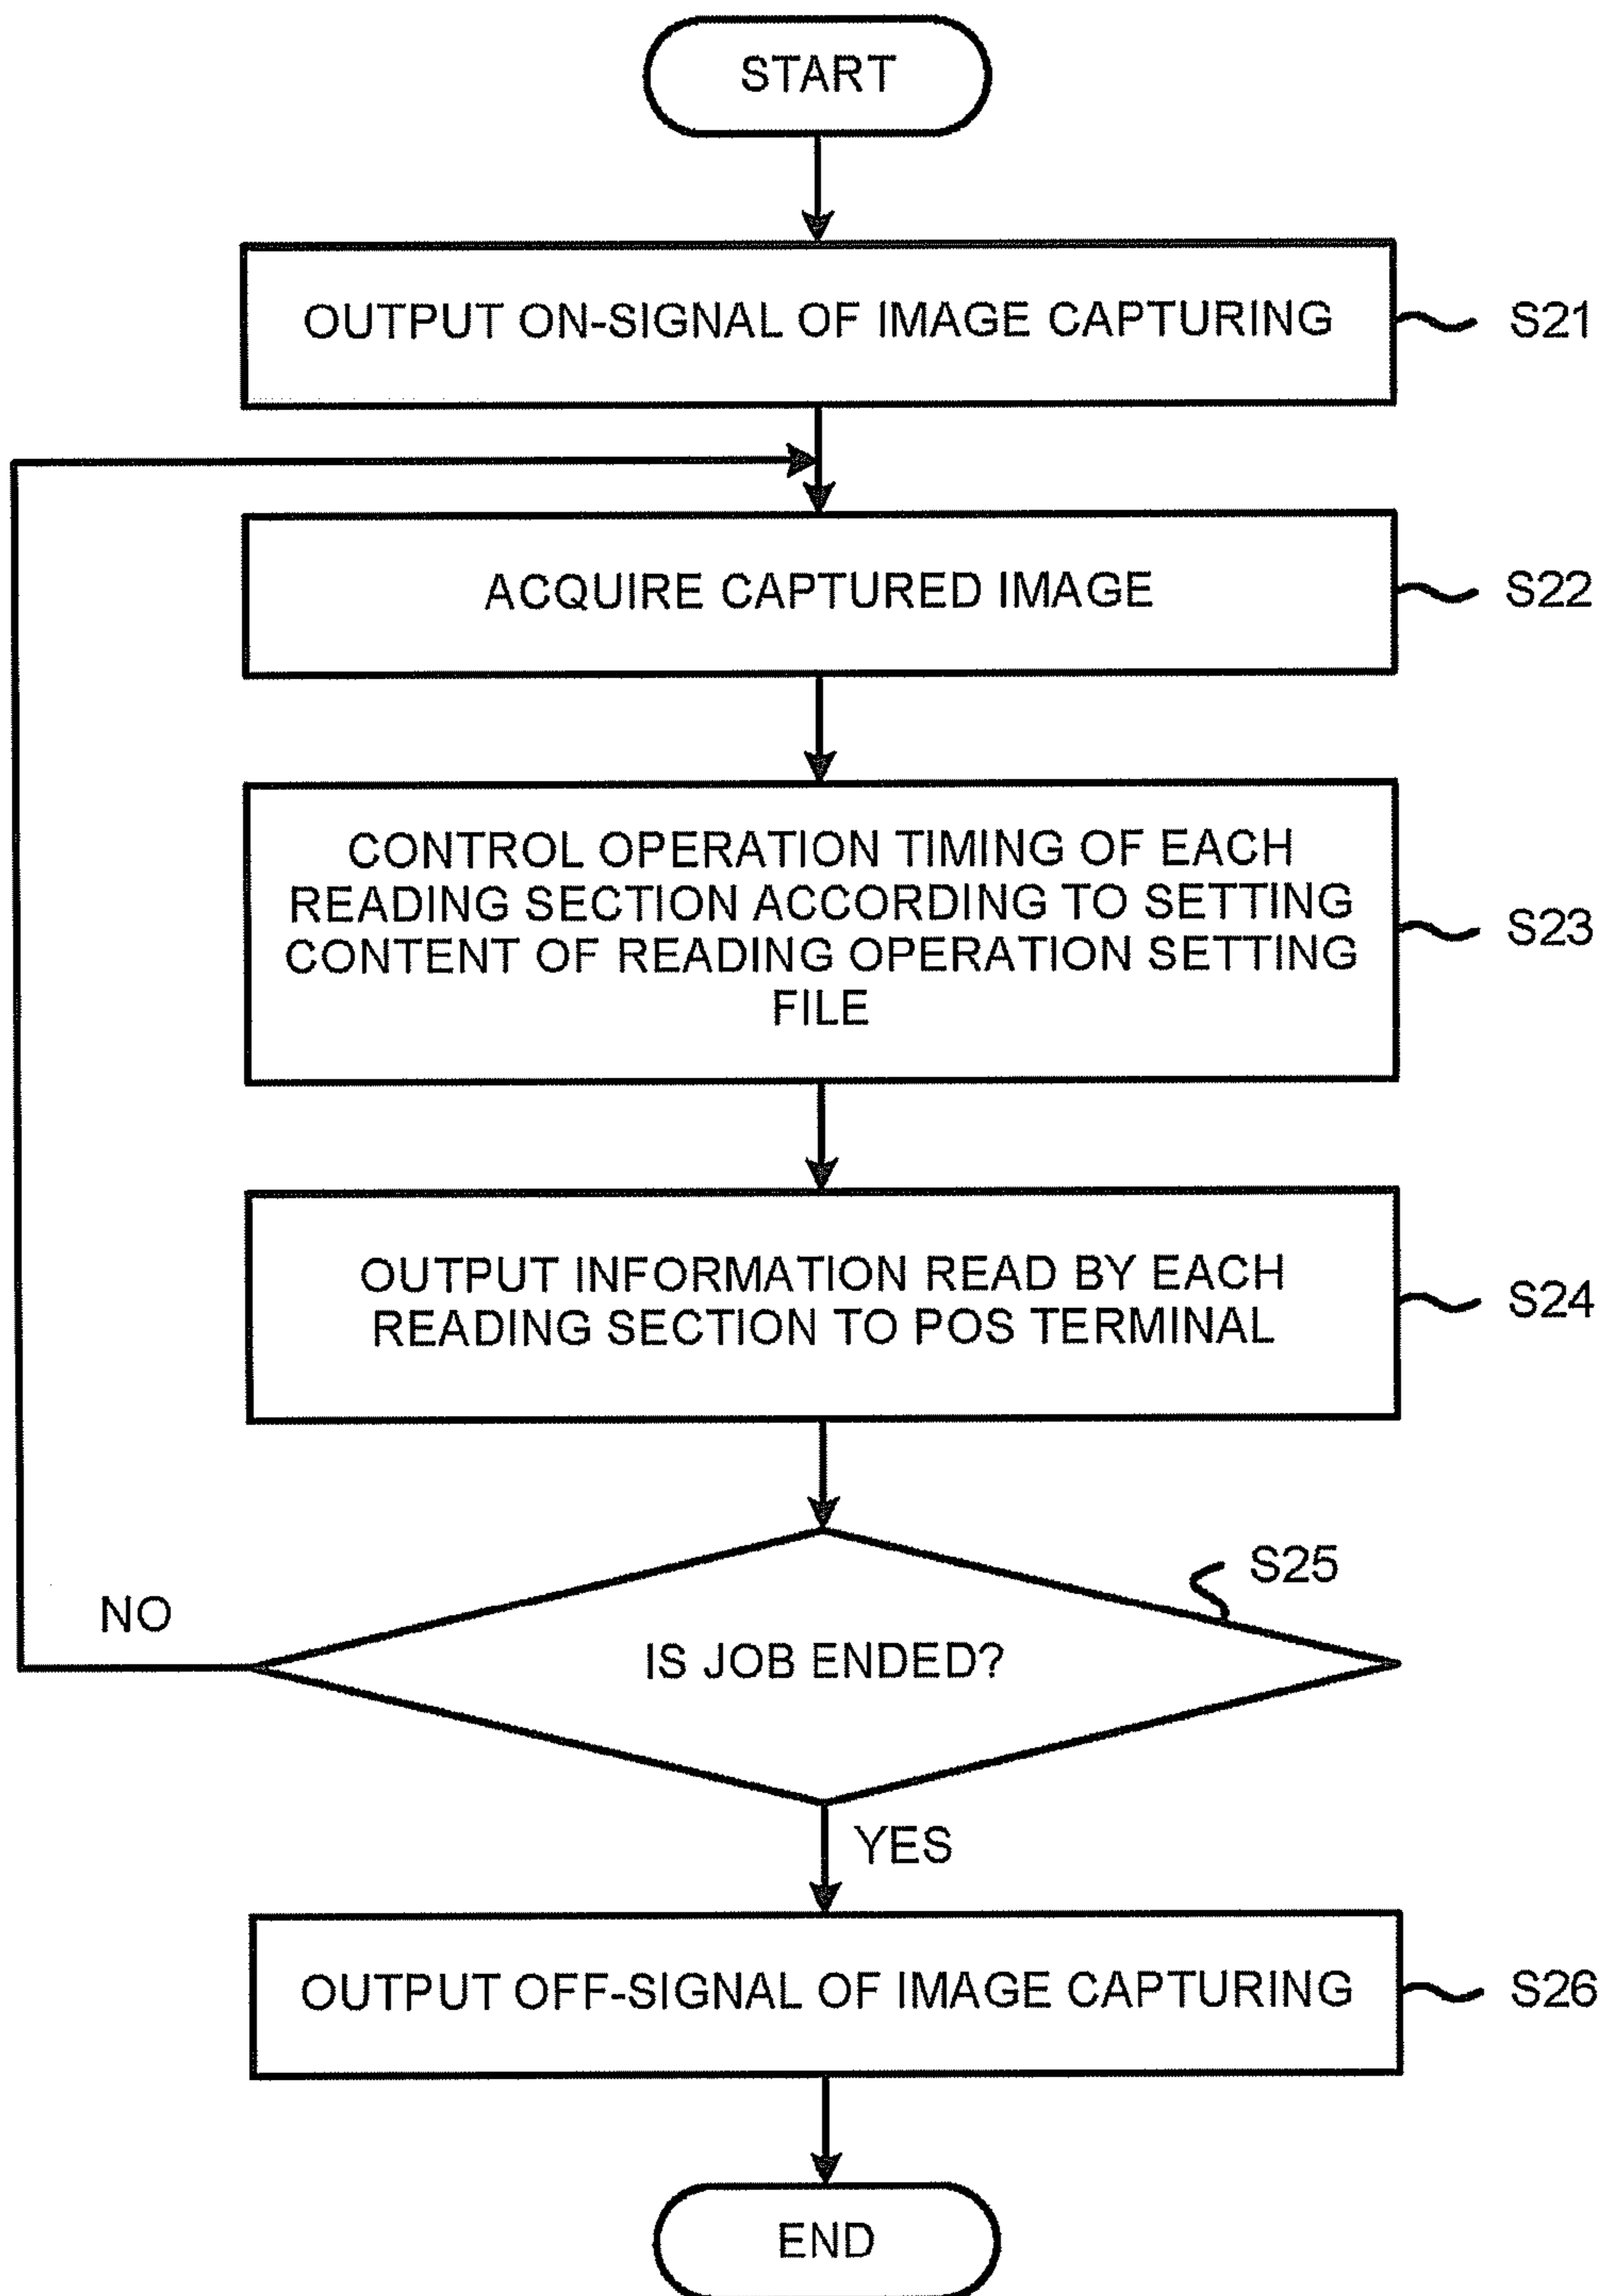 START
OUTPUT ON-SIGNAL OF IMAGE CAPTURING
S21
ACQUIRE CAPTURED IMAGE
S22
CONTROL OPERATION TIMING OF EACH
READING SECTION ACCORDING TO SETTING
CONTENT OF READING OPERATION SETTING
FILE
S23
OUTPUT INFORMATION READ BY EACH
READING SECTION TO POS TERMINAL
S24
S25
NO
IS JOB ENDED?
YES
OUTPUT OFF-SIGNAL OF IMAGE CAPTURING
S26
END